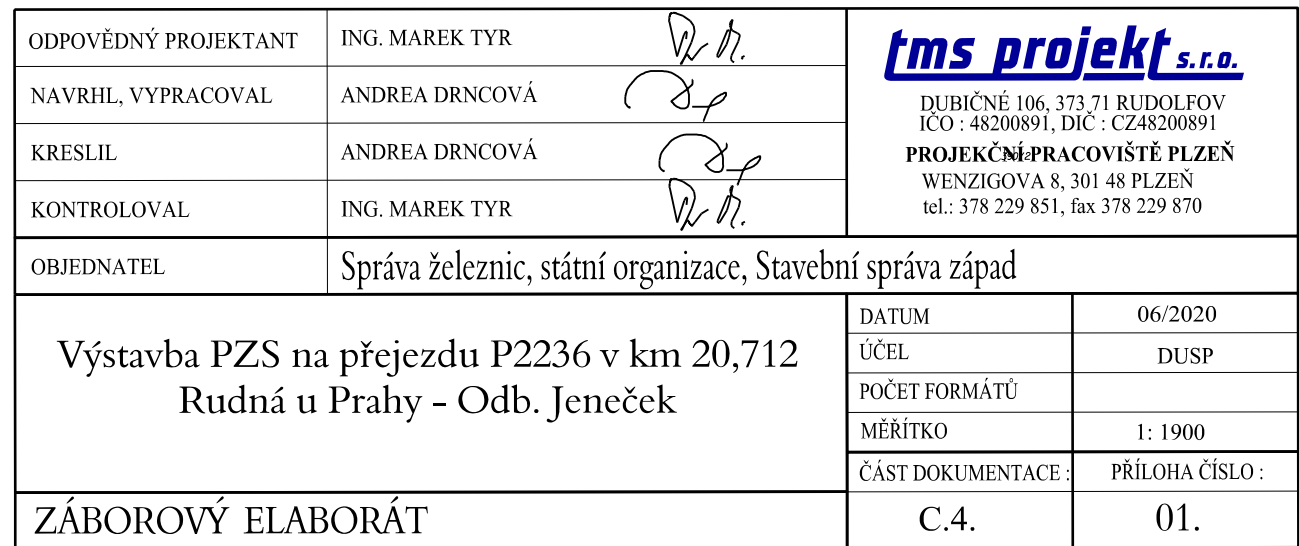 ODPOVĚDNÝ PROJEKTANT ING. MAREK TYR
NAVRHL, VYPRACOVAL ANDREA DRNCOVÁ
KRESLIL ANDREA DRNCOVÁ
KONTROLOVAL ING. MAREK TYR
tms projekt s.r.o.
DUBIČNÉ 106, 373 71 RUDOLFOV
IČO : 48200891, DIČ : CZ48200891
PROJEKČNÍ PRACOVIŠTĚ PLZEŇ
WENZIGOVA 8, 301 48 PLZEŇ
tel.: 378 229 851, fax 378 229 870
OBJEDNATEL Správa železnic, státní organizace, Stavební správa západ
Výstavba PZS na přejezdu P2236 v km 20,712
Rudná u Prahy - Odb. Jeneček
DATUM 06/2020
ÚČEL DUSP
POČET FORMÁTŮ
MĚŘÍTKO 1: 1900
ČÁST DOKUMENTACE : PŘÍLOHA ČÍSLO :
ZÁBOROVÝ ELABORÁT C.4. 01.